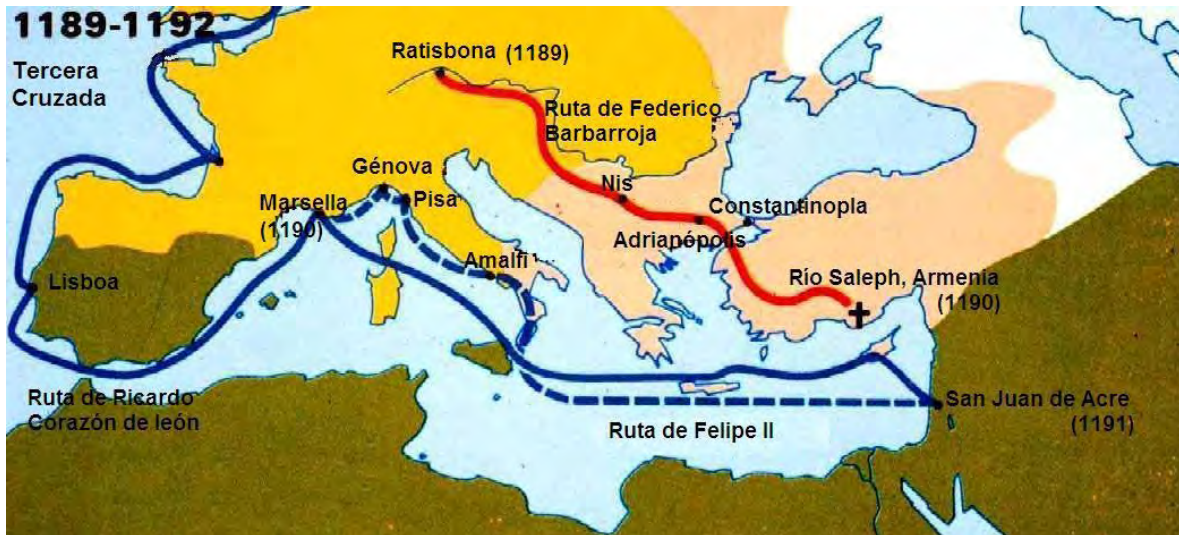 1189-1192
Tercera
Cruzada
Ratisbona (1189)
Ruta de Federico
Barbarroja
Génova
Pisa
Marsella
(1190)
Nis
Constantinopla
Adrianópolis
Amalfi
Lisboa
Río Saleph, Armenia
(1190)
Ruta de Ricardo
Corazón de león
San Juan de Acre
(1191)
Ruta de Felipe II